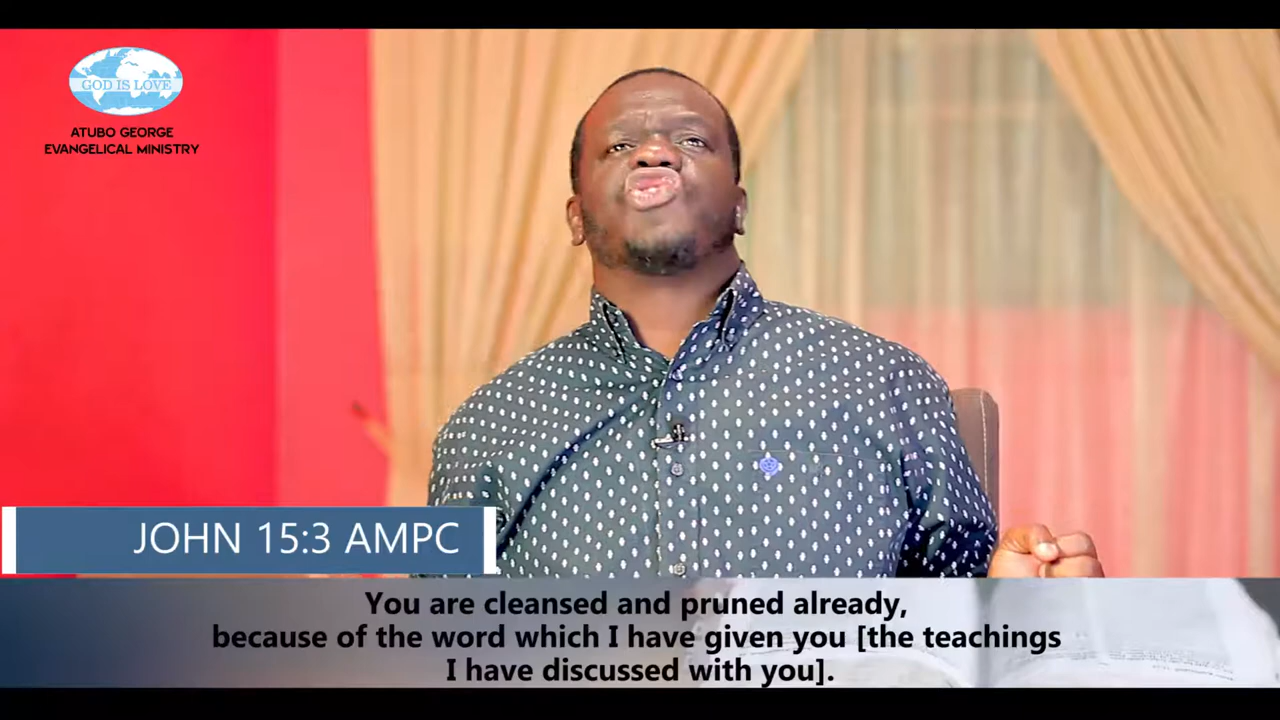 GOD IS LOVE
ATUBO GEORGE
EVANGELICAL MINISTRY
JOHN 15:3 AMPC
You are cleansed and pruned already,
because of the word which I have given you [the teachings
I have discussed with you].